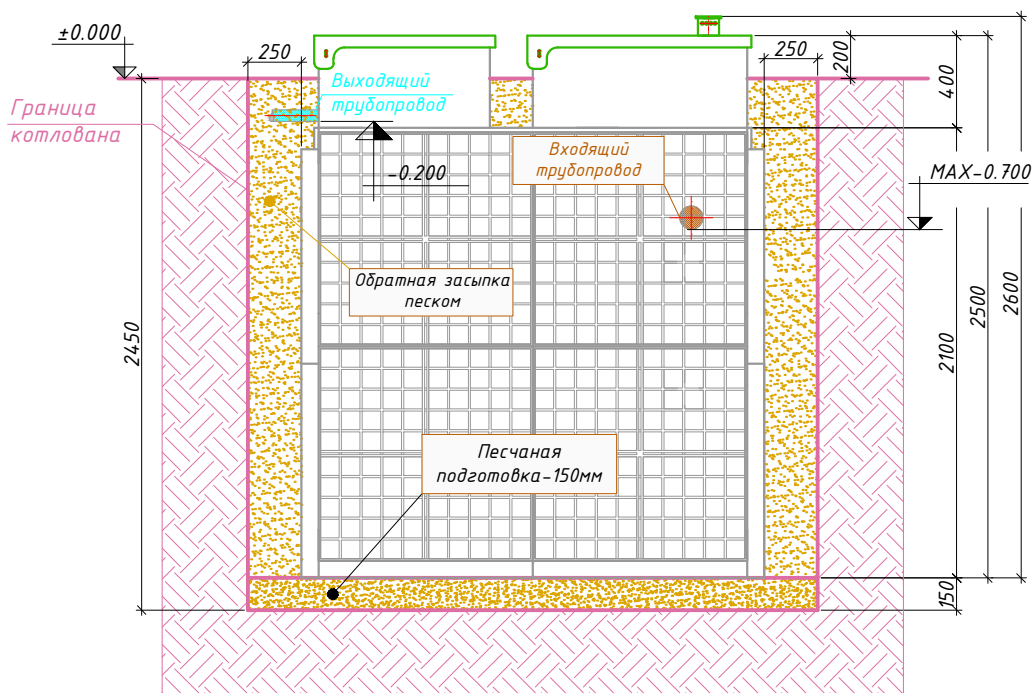 ±0.000
250
250
200
400
Выходящий
трубопровод
Граница
котлована
Входящий
трубопровод
-0.200
MAX-0.700
Обратная засыпка
песком
2450
2100
2500
2600
Песчаная
подготовка-150мм
150